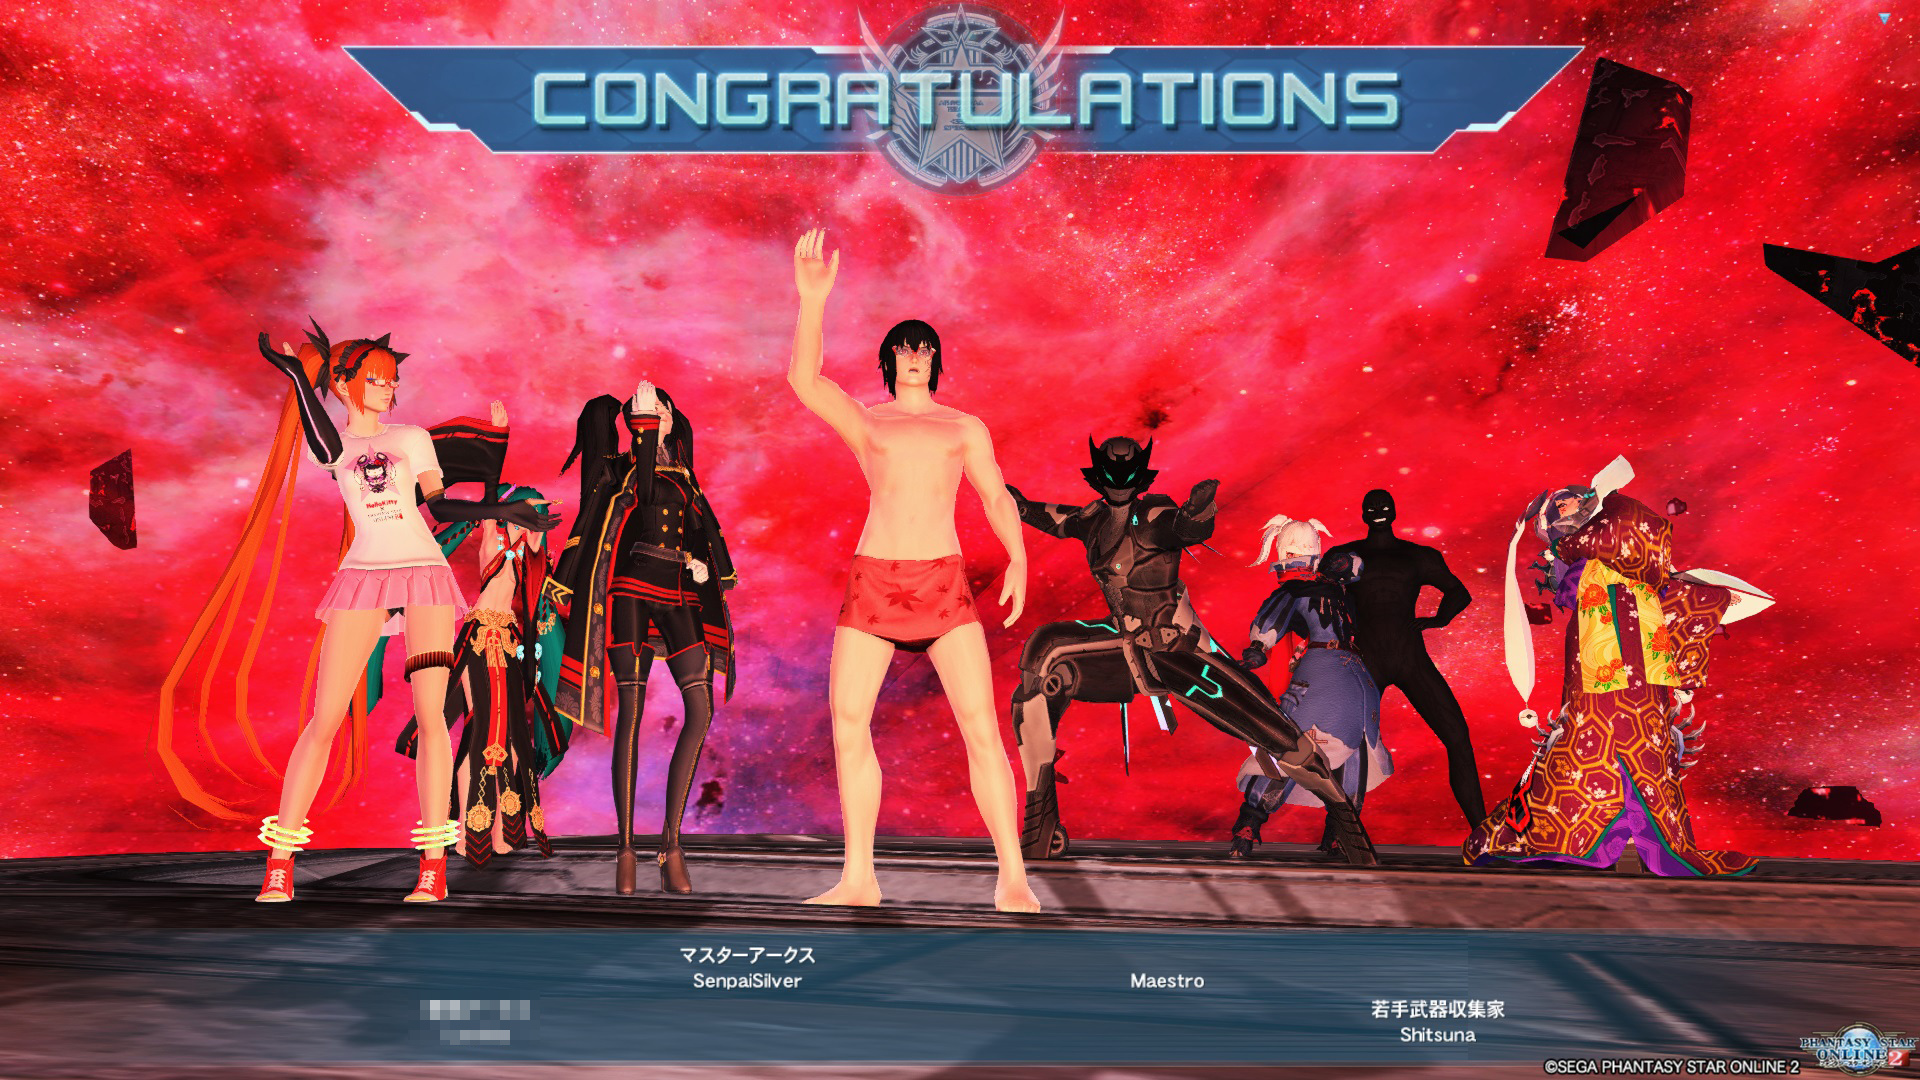 CONGRATULATIONS
HelloKitty
マスターアークス
SenpaiSilver
Maestro
若手武器収集家
Shitsuna
PHANTASY STAR
ONLINE 2
©SEGA PHANTASY STAR ONLINE 2